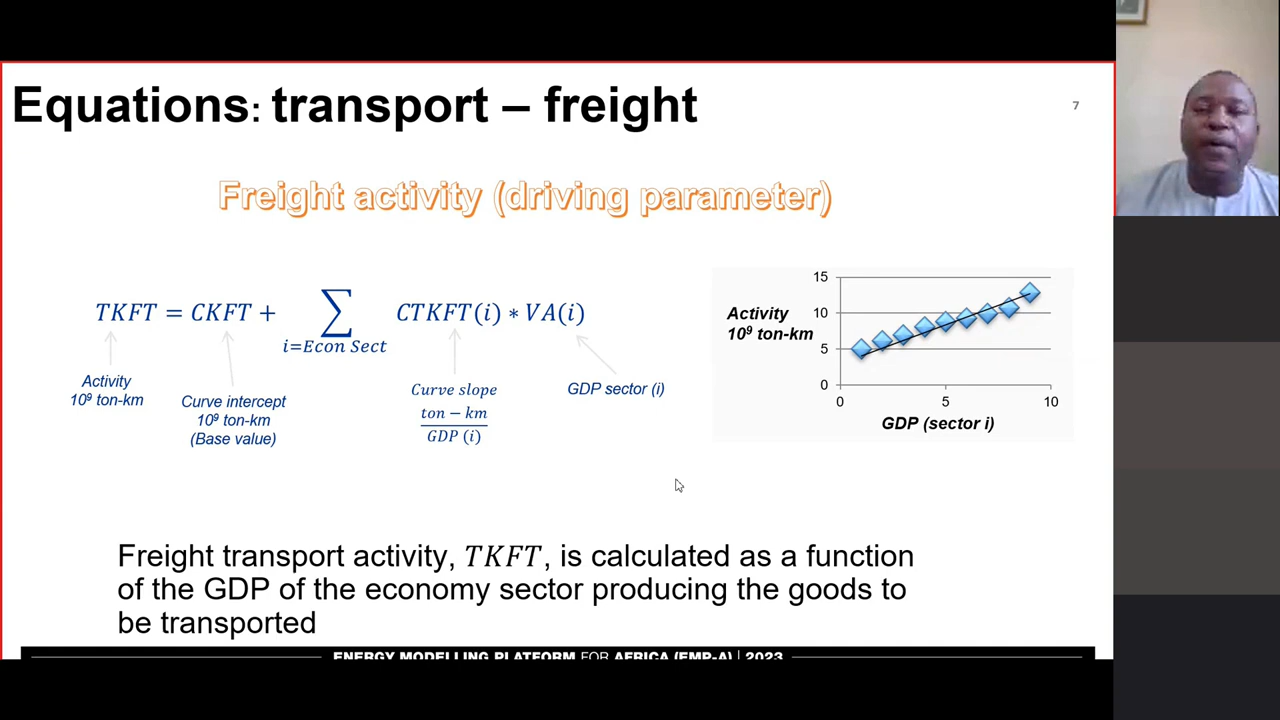 Equations: transport – freight
7
Freight activity (driving parameter)
TKFT = CKFT + ∑ CTKFT(i) ∗ VA(i)
i=Econ Sect
Activity
10⁹ ton-km
Curve intercept
10⁹ ton-km
(Base value)
Curve slope
ton − km
GDP (i)
GDP sector (i)
Activity
10⁹ ton-km
15
10
5
0
0
5
10
GDP (sector i)
Freight transport activity, TKFT, is calculated as a function
of the GDP of the economy sector producing the goods to
be transported
ENERGY MODELLING PLATFORM FOR AFRICA (EMP-A) | 2023